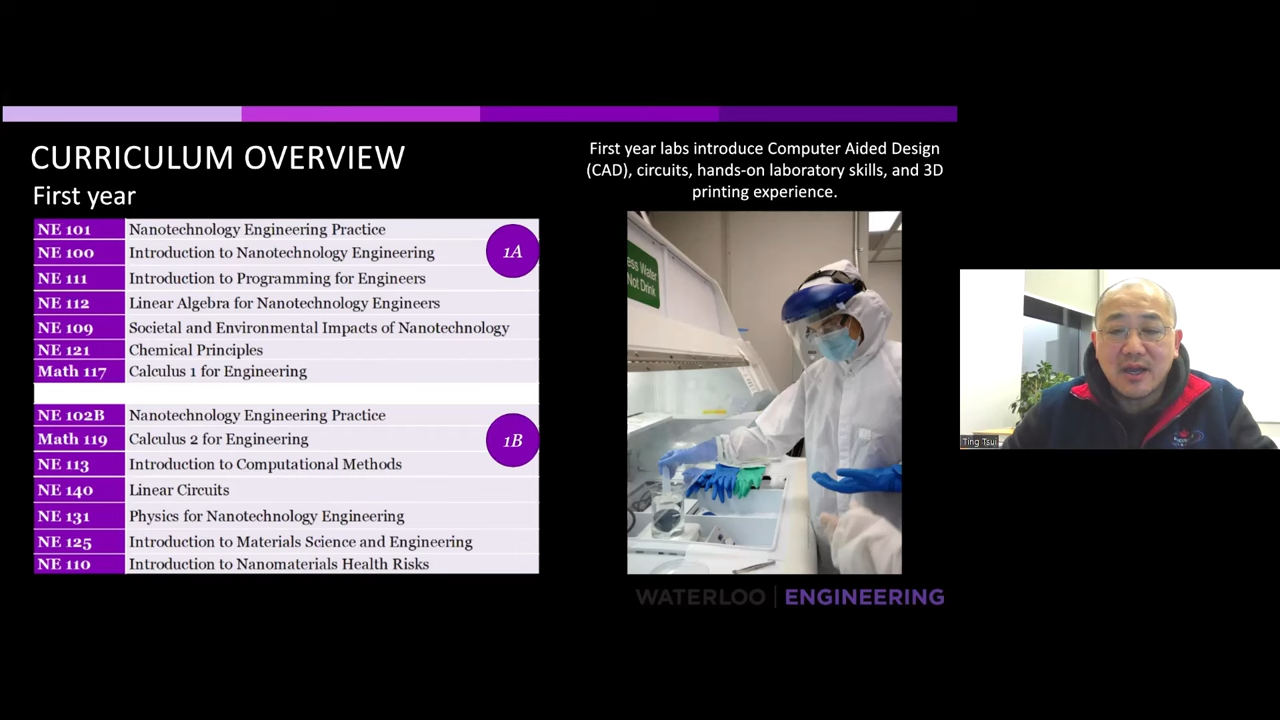 CURRICULUM OVERVIEW
First year
NE 101 Nanotechnology Engineering Practice
NE 100 Introduction to Nanotechnology Engineering
NE 111 Introduction to Programming for Engineers
NE 112 Linear Algebra for Nanotechnology Engineers
NE 109 Societal and Environmental Impacts of Nanotechnology
NE 121 Chemical Principles
Math 117 Calculus 1 for Engineering
1A
NE 102B Nanotechnology Engineering Practice
Math 119 Calculus 2 for Engineering
NE 113 Introduction to Computational Methods
NE 140 Linear Circuits
NE 131 Physics for Nanotechnology Engineering
NE 125 Introduction to Materials Science and Engineering
NE 110 Introduction to Nanomaterials Health Risks
1B
First year labs introduce Computer Aided Design
(CAD), circuits, hands-on laboratory skills, and 3D
printing experience.
ess Water
Not Drink
WATERLOO | ENGINEERING
Ting Tsui